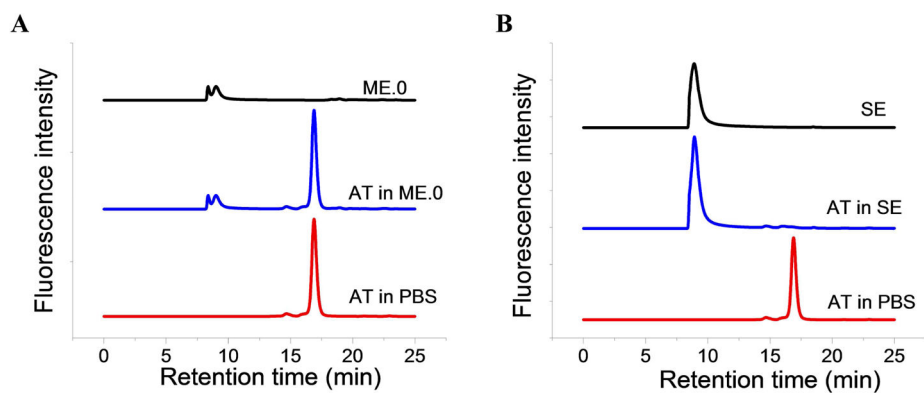 A
Fluorescence intensity
ME.0
AT in ME.0
AT in PBS
0 5 10 15 20 25
Retention time (min)
B
Fluorescence intensity
SE
AT in SE
AT in PBS
0 5 10 15 20 25
Retention time (min)